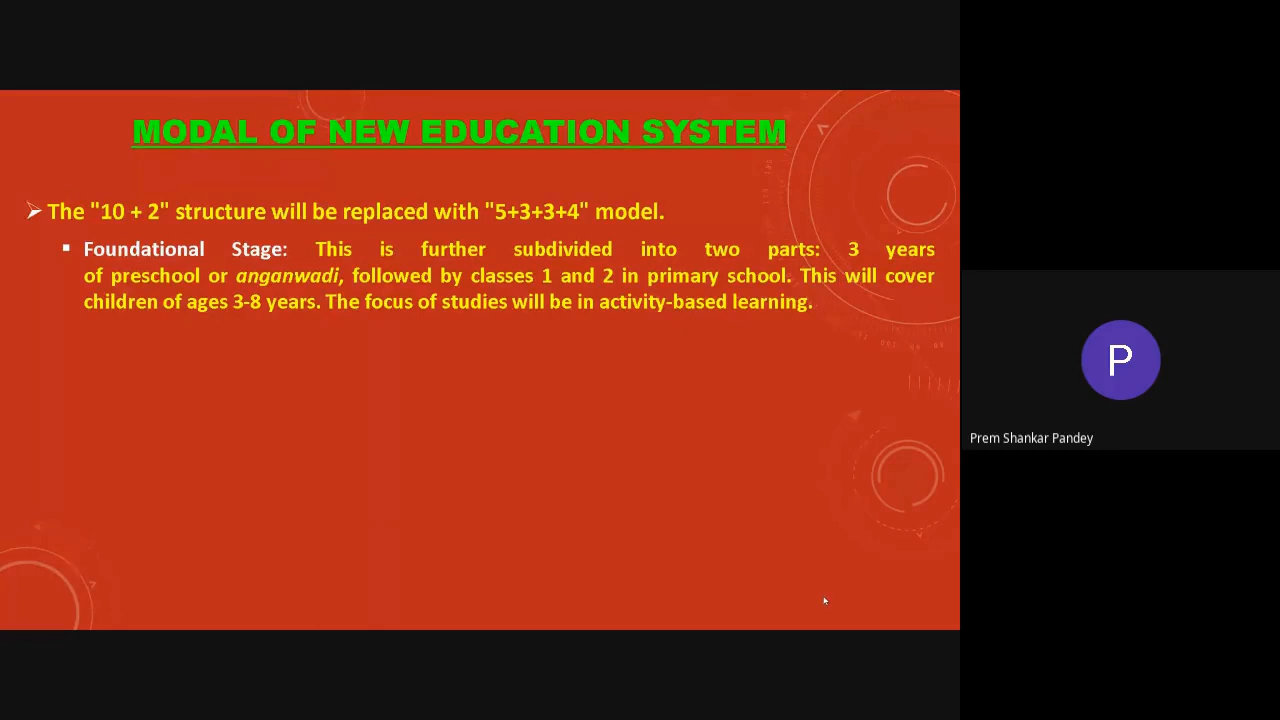 MODAL OF NEW EDUCATION SYSTEM
The "10 + 2" structure will be replaced with "5+3+3+4" model.
Foundational Stage: This is further subdivided into two parts: 3 years
of preschool or anganwadi, followed by classes 1 and 2 in primary school. This will cover
children of ages 3-8 years. The focus of studies will be in activity-based learning.
P
Prem Shankar Pandey